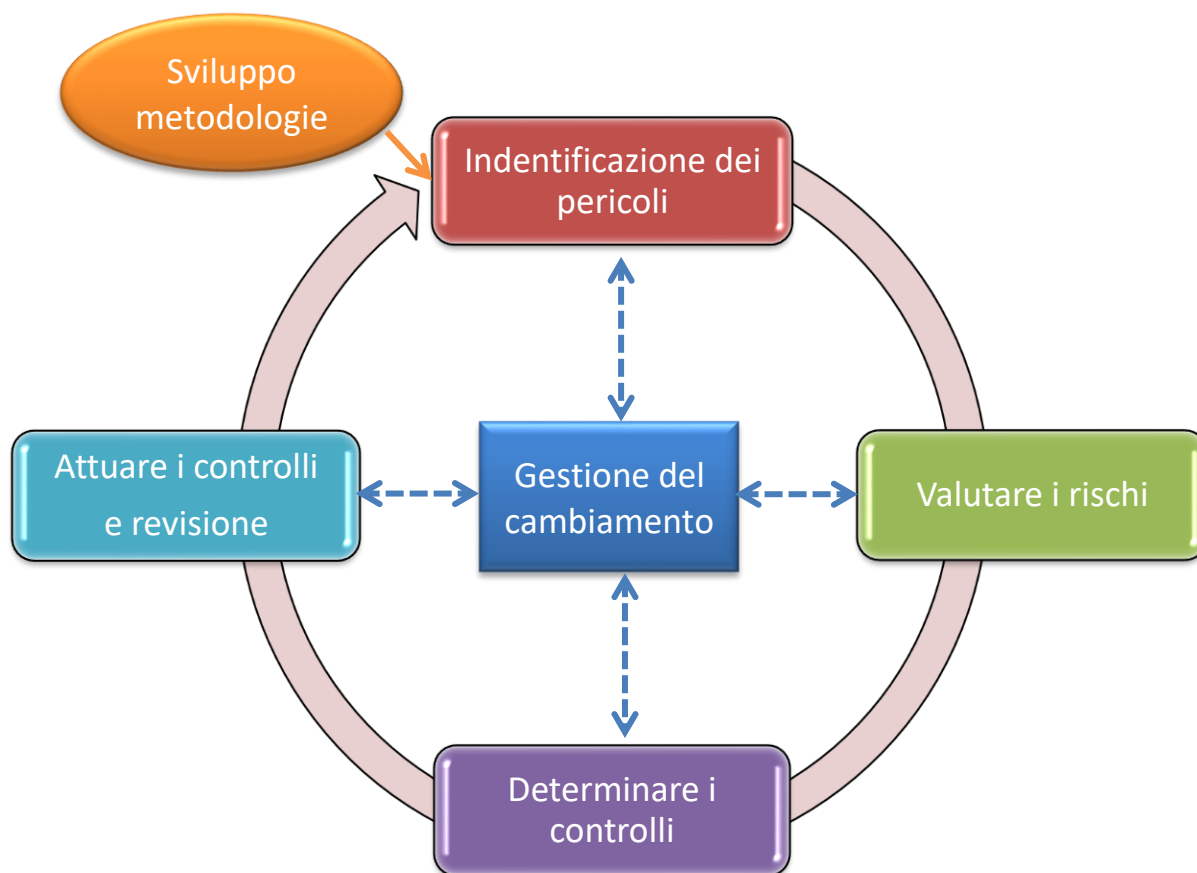 Sviluppo
metodologie
Indentificazione dei
pericoli
Attuare i controlli
e revisione
Gestione del
cambiamento
Valutare i rischi
Determinare i
controlli